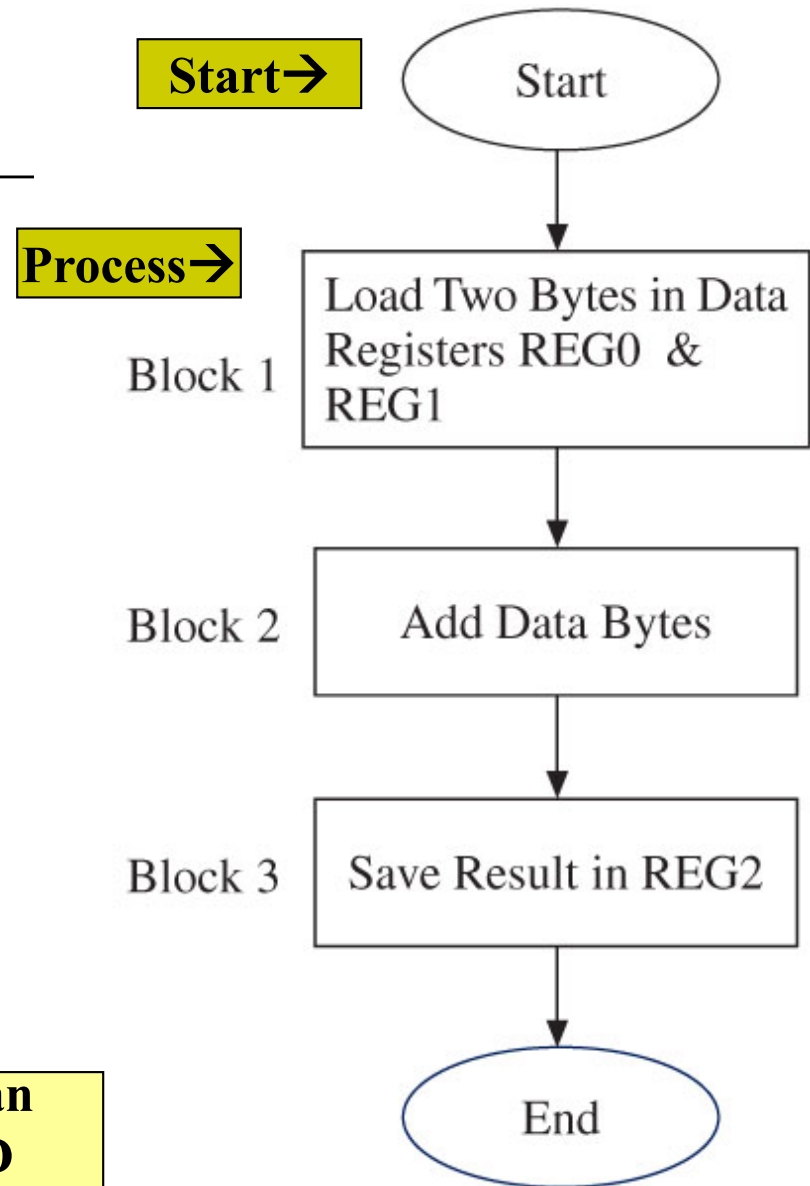 Start→
Start
Process→
Load Two Bytes in Data
Registers REG0 &
REG1
Block 1
Block 2
Add Data Bytes
Block 3
Save Result in REG2
End